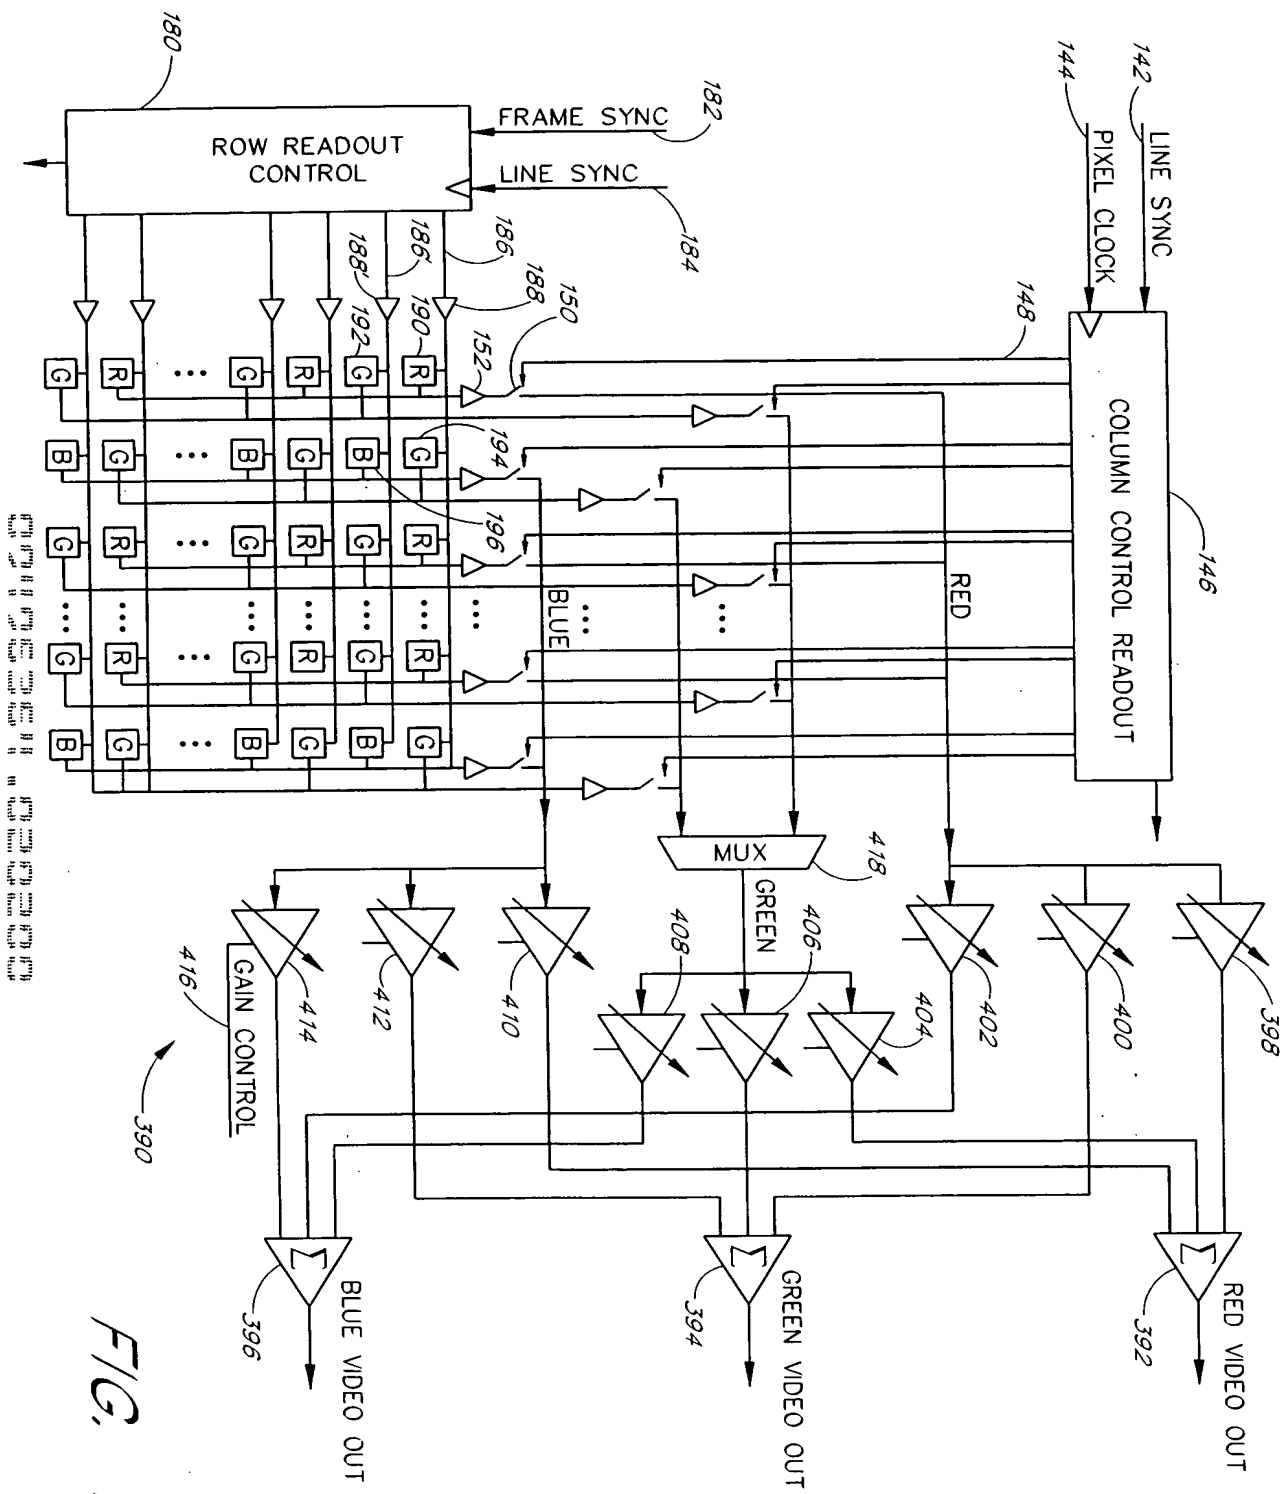 180
ROW READOUT
CONTROL
FRAME SYNC
182
LINE SYNC
184
186
186'
188
188'
150
152
190
192
194
196
148
142
LINE SYNC
144
PIXEL CLOCK
COLUMN CONTROL READOUT
146
G R ... G R G R
B G ... B G B G
G R ... G R G R
... ... ... ... ... ... ... ... ...
G R ... G R G R
B G ... B G B G
BLUE
RED
MUX
418
GREEN
398
400
402
404
406
408
410
412
414
416
GAIN CONTROL
390
Σ
392
RED VIDEO OUT
Σ
394
GREEN VIDEO OUT
Σ
396
BLUE VIDEO OUT
FIG.